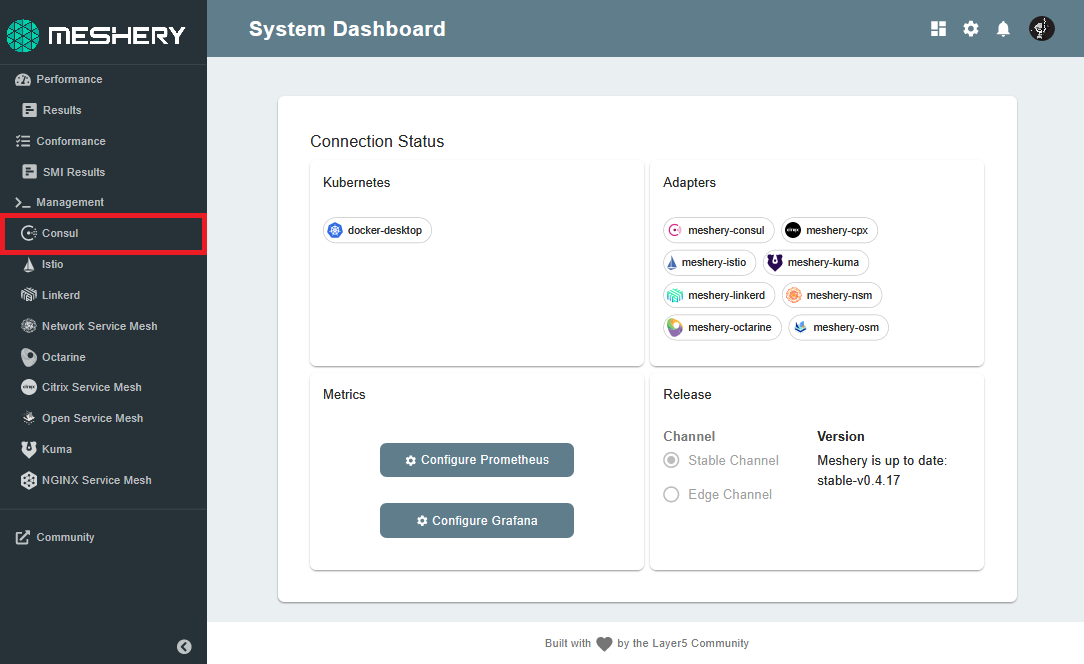 MESHERY
System Dashboard
Performance
Results
Conformance
SMI Results
Management
Consul
Istio
Linkerd
Network Service Mesh
Octarine
Citrix Service Mesh
Open Service Mesh
Kuma
NGINX Service Mesh
Community
Connection Status
Kubernetes
docker-desktop
Adapters
meshery-consul
meshery-cpx
meshery-istio
meshery-kuma
meshery-linkerd
meshery-nsm
meshery-octarine
meshery-osm
Metrics
Configure Prometheus
Configure Grafana
Release
Channel
Stable Channel
Edge Channel
Version
Meshery is up to date:
stable-v0.4.17
Built with by the Layer5 Community